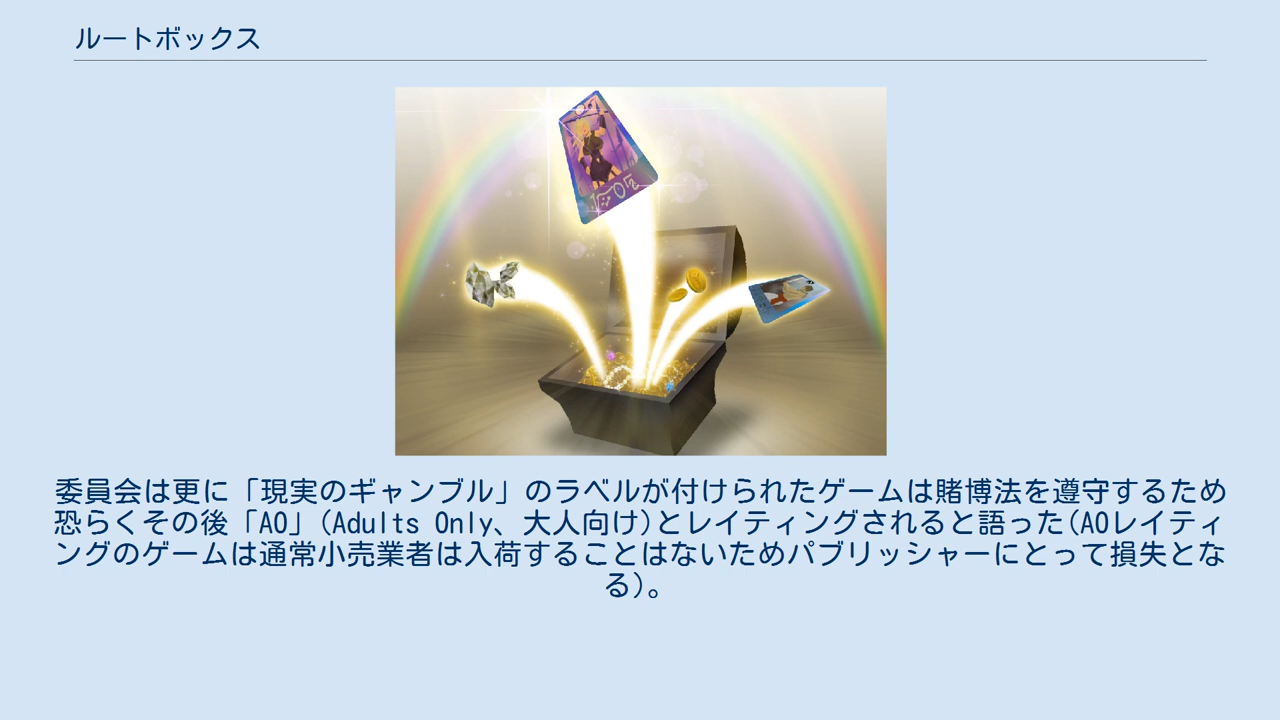 ルートボックス
委員会は更に「現実のギャンブル」のラベルが付けられたゲームは賭博法を遵守するため
恐らくその後「AO」(Adults Only、大人向け)とレイティングされると語った(AOレイティ
ングのゲームは通常小売業者は入荷することはないためパブリッシャーにとって損失とな
る)。